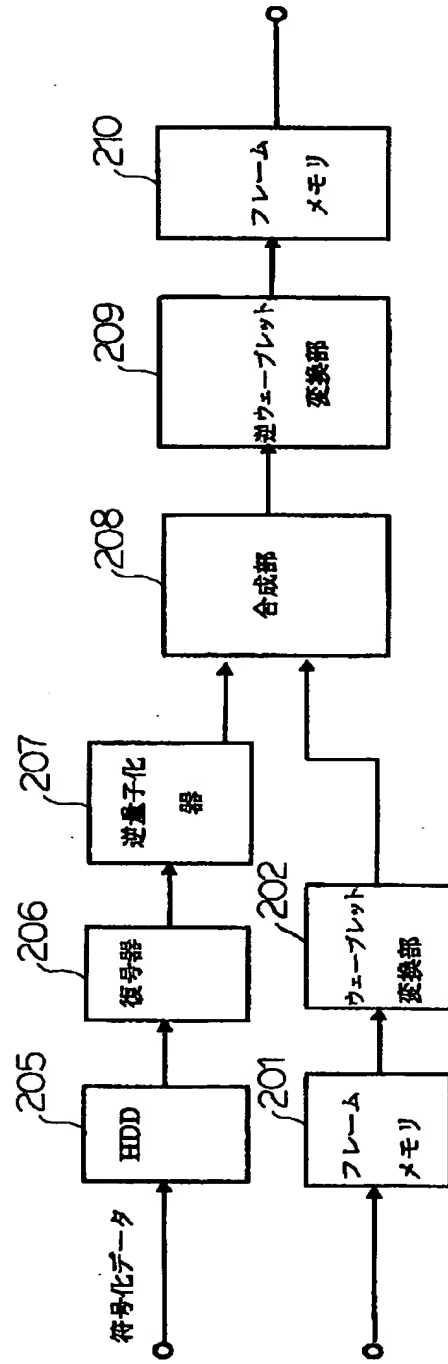 符号化データ
205
HDD
206
復号器
207
逆量子化
器
201
フレーム
メモリ
202
ウェーブレット
変換部
208
合成部
209
逆ウェーブレット
変換部
210
フレーム
メモリ